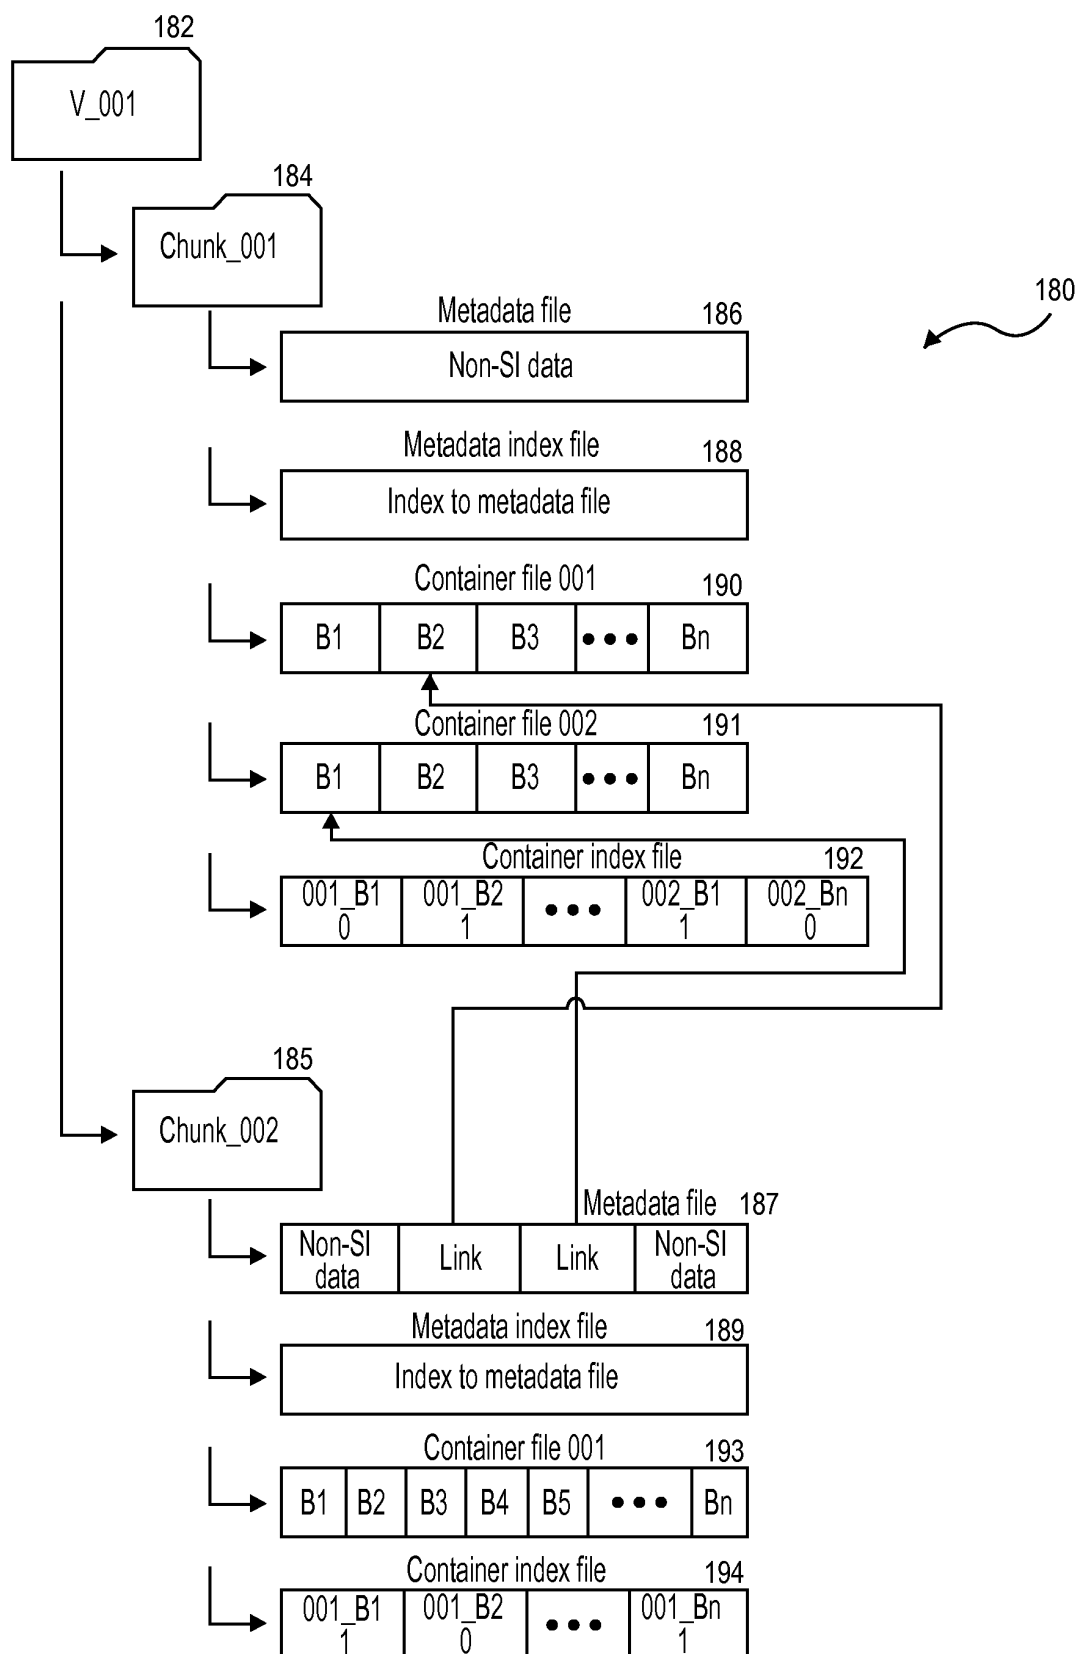 182
V_001
184
Chunk_001
180
Metadata file 186
Non-SI data
Metadata index file 188
Index to metadata file
Container file 001 190
B1 B2 B3 ••• Bn
Container file 002 191
B1 B2 B3 ••• Bn
Container index file 192
001_B1 001_B2 ••• 002_B1 002_Bn
0 1 1 0
185
Chunk_002
Metadata file 187
Non-SI Link Link Non-SI
data data
Metadata index file 189
Index to metadata file
Container file 001 193
B1 B2 B3 B4 B5 ••• Bn
Container index file 194
001_B1 001_B2 ••• 001_Bn
1 0 1